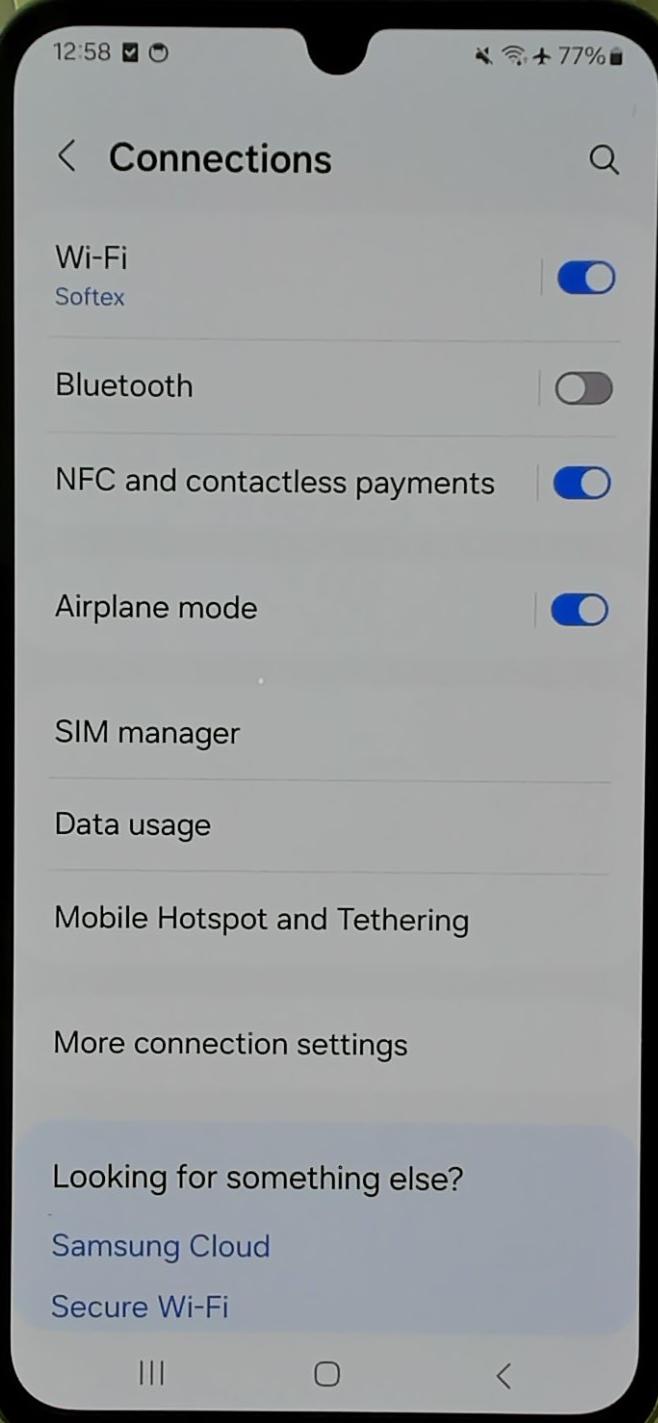 12:58 77%
Connections
Wi-Fi
Softex
Bluetooth
NFC and contactless payments
Airplane mode
SIM manager
Data usage
Mobile Hotspot and Tethering
More connection settings
Looking for something else?
Samsung Cloud
Secure Wi-Fi